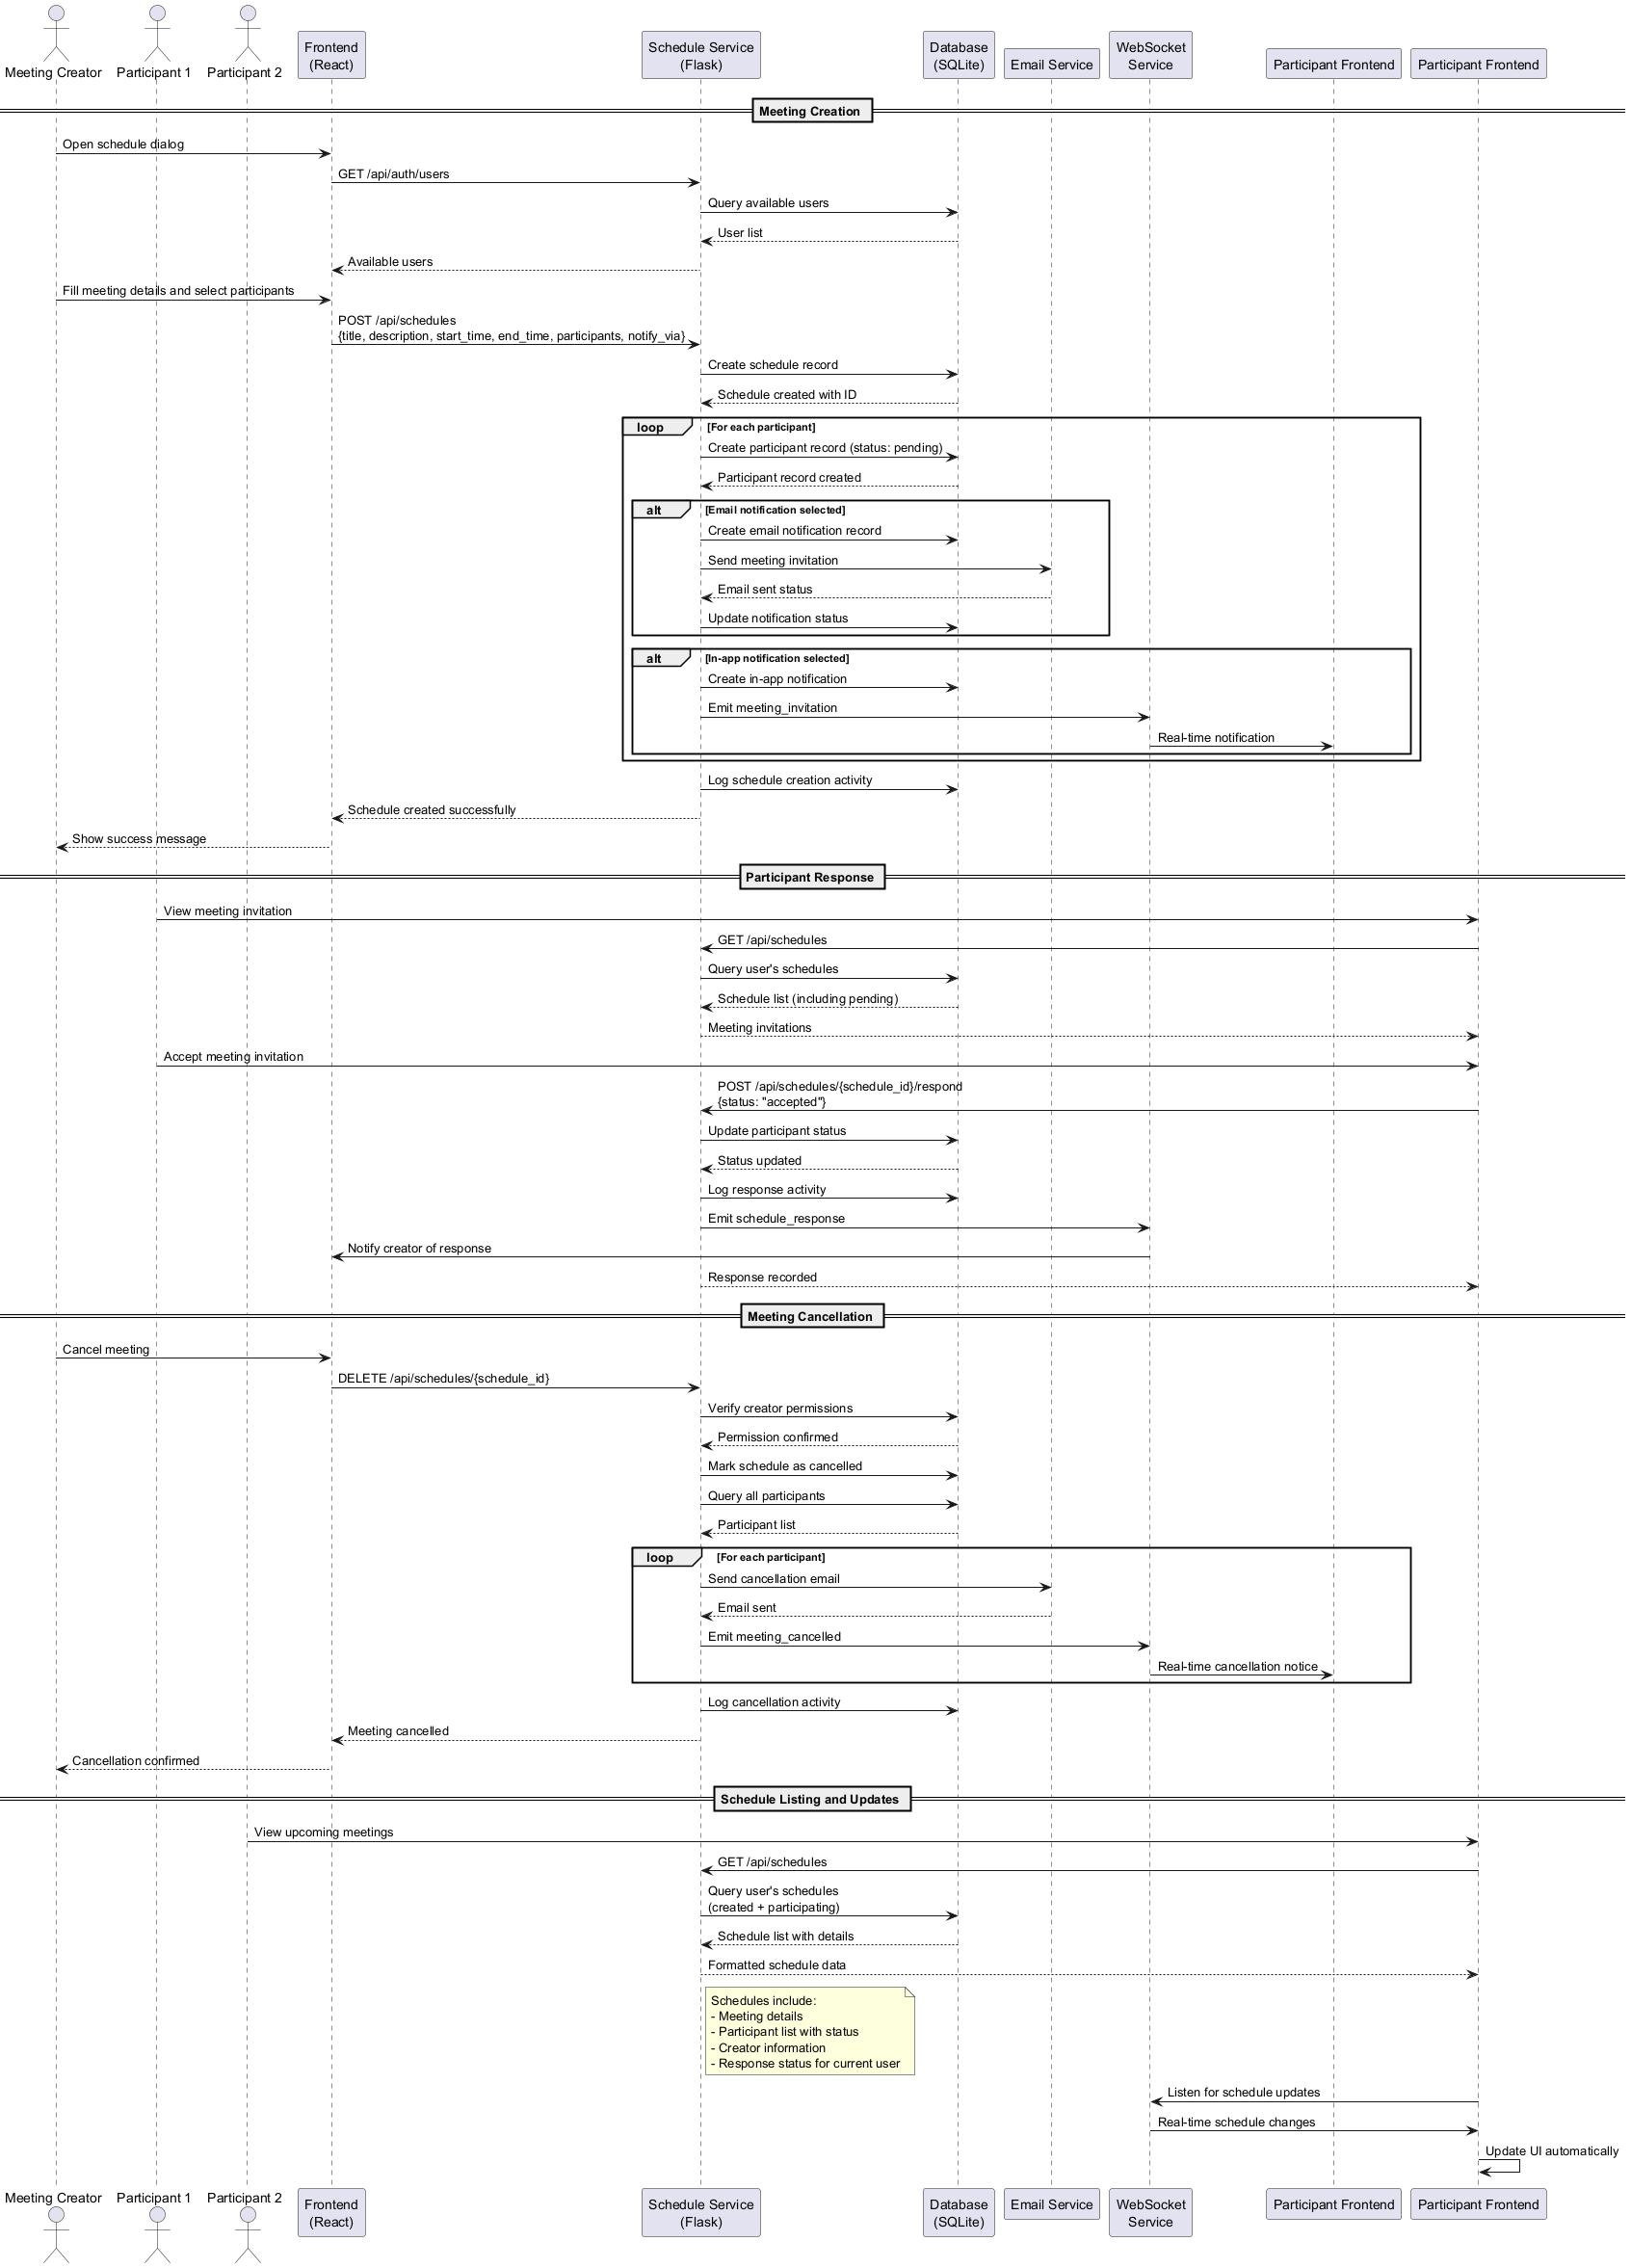 Meeting Creator
Participant 1
Participant 2
Frontend
(React)
Schedule Service
(Flask)
Database
(SQLite)
Email Service
WebSocket
Service
Participant Frontend
Participant Frontend
Meeting Creation
Open schedule dialog
GET /api/auth/users
Query available users
User list
Available users
Fill meeting details and select participants
POST /api/schedules
{title, description, start_time, end_time, participants, notify_via}
Create schedule record
Schedule created with ID
loop [For each participant]
Create participant record (status: pending)
Participant record created
alt [Email notification selected]
Create email notification record
Send meeting invitation
Email sent status
Update notification status
alt [In-app notification selected]
Create in-app notification
Emit meeting_invitation
Real-time notification
Log schedule creation activity
Schedule created successfully
Show success message
Participant Response
View meeting invitation
GET /api/schedules
Query user's schedules
Schedule list (including pending)
Meeting invitations
Accept meeting invitation
POST /api/schedules/{schedule_id}/respond
{status: "accepted"}
Update participant status
Status updated
Log response activity
Emit schedule_response
Notify creator of response
Response recorded
Meeting Cancellation
Cancel meeting
DELETE /api/schedules/{schedule_id}
Verify creator permissions
Permission confirmed
Mark schedule as cancelled
Query all participants
Participant list
loop [For each participant]
Send cancellation email
Email sent
Emit meeting_cancelled
Real-time cancellation notice
Log cancellation activity
Meeting cancelled
Cancellation confirmed
Schedule Listing and Updates
View upcoming meetings
GET /api/schedules
Query user's schedules
(created + participating)
Schedule list with details
Formatted schedule data
Schedules include:
- Meeting details
- Participant list with status
- Creator information
- Response status for current user
Listen for schedule updates
Real-time schedule changes
Update UI automatically
Meeting Creator
Participant 1
Participant 2
Frontend
(React)
Schedule Service
(Flask)
Database
(SQLite)
Email Service
WebSocket
Service
Participant Frontend
Participant Frontend